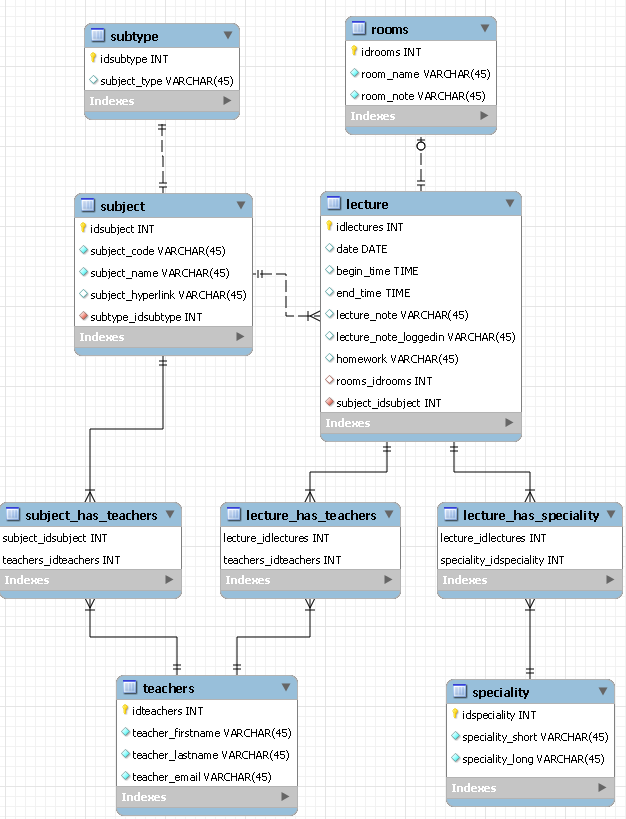 subtype
idsubtype INT
subject_type VARCHAR(45)
Indexes
rooms
idrooms INT
room_name VARCHAR(45)
room_note VARCHAR(45)
Indexes
subject
idsubject INT
subject_code VARCHAR(45)
subject_name VARCHAR(45)
subject_hyperlink VARCHAR(45)
subtype_idsubtype INT
Indexes
lecture
idlectures INT
date DATE
begin_time TIME
end_time TIME
lecture_note VARCHAR(45)
lecture_note_loggedin VARCHAR(45)
homework VARCHAR(45)
rooms_idrooms INT
subject_idsubject INT
Indexes
subject_has_teachers
subject_idsubject INT
teachers_idteachers INT
Indexes
lecture_has_teachers
lecture_idlectures INT
teachers_idteachers INT
Indexes
lecture_has_speciality
lecture_idlectures INT
speciality_idspeciality INT
Indexes
teachers
idteachers INT
teacher_firstname VARCHAR(45)
teacher_lastname VARCHAR(45)
teacher_email VARCHAR(45)
Indexes
speciality
idspeciality INT
speciality_short VARCHAR(45)
speciality_long VARCHAR(45)
Indexes